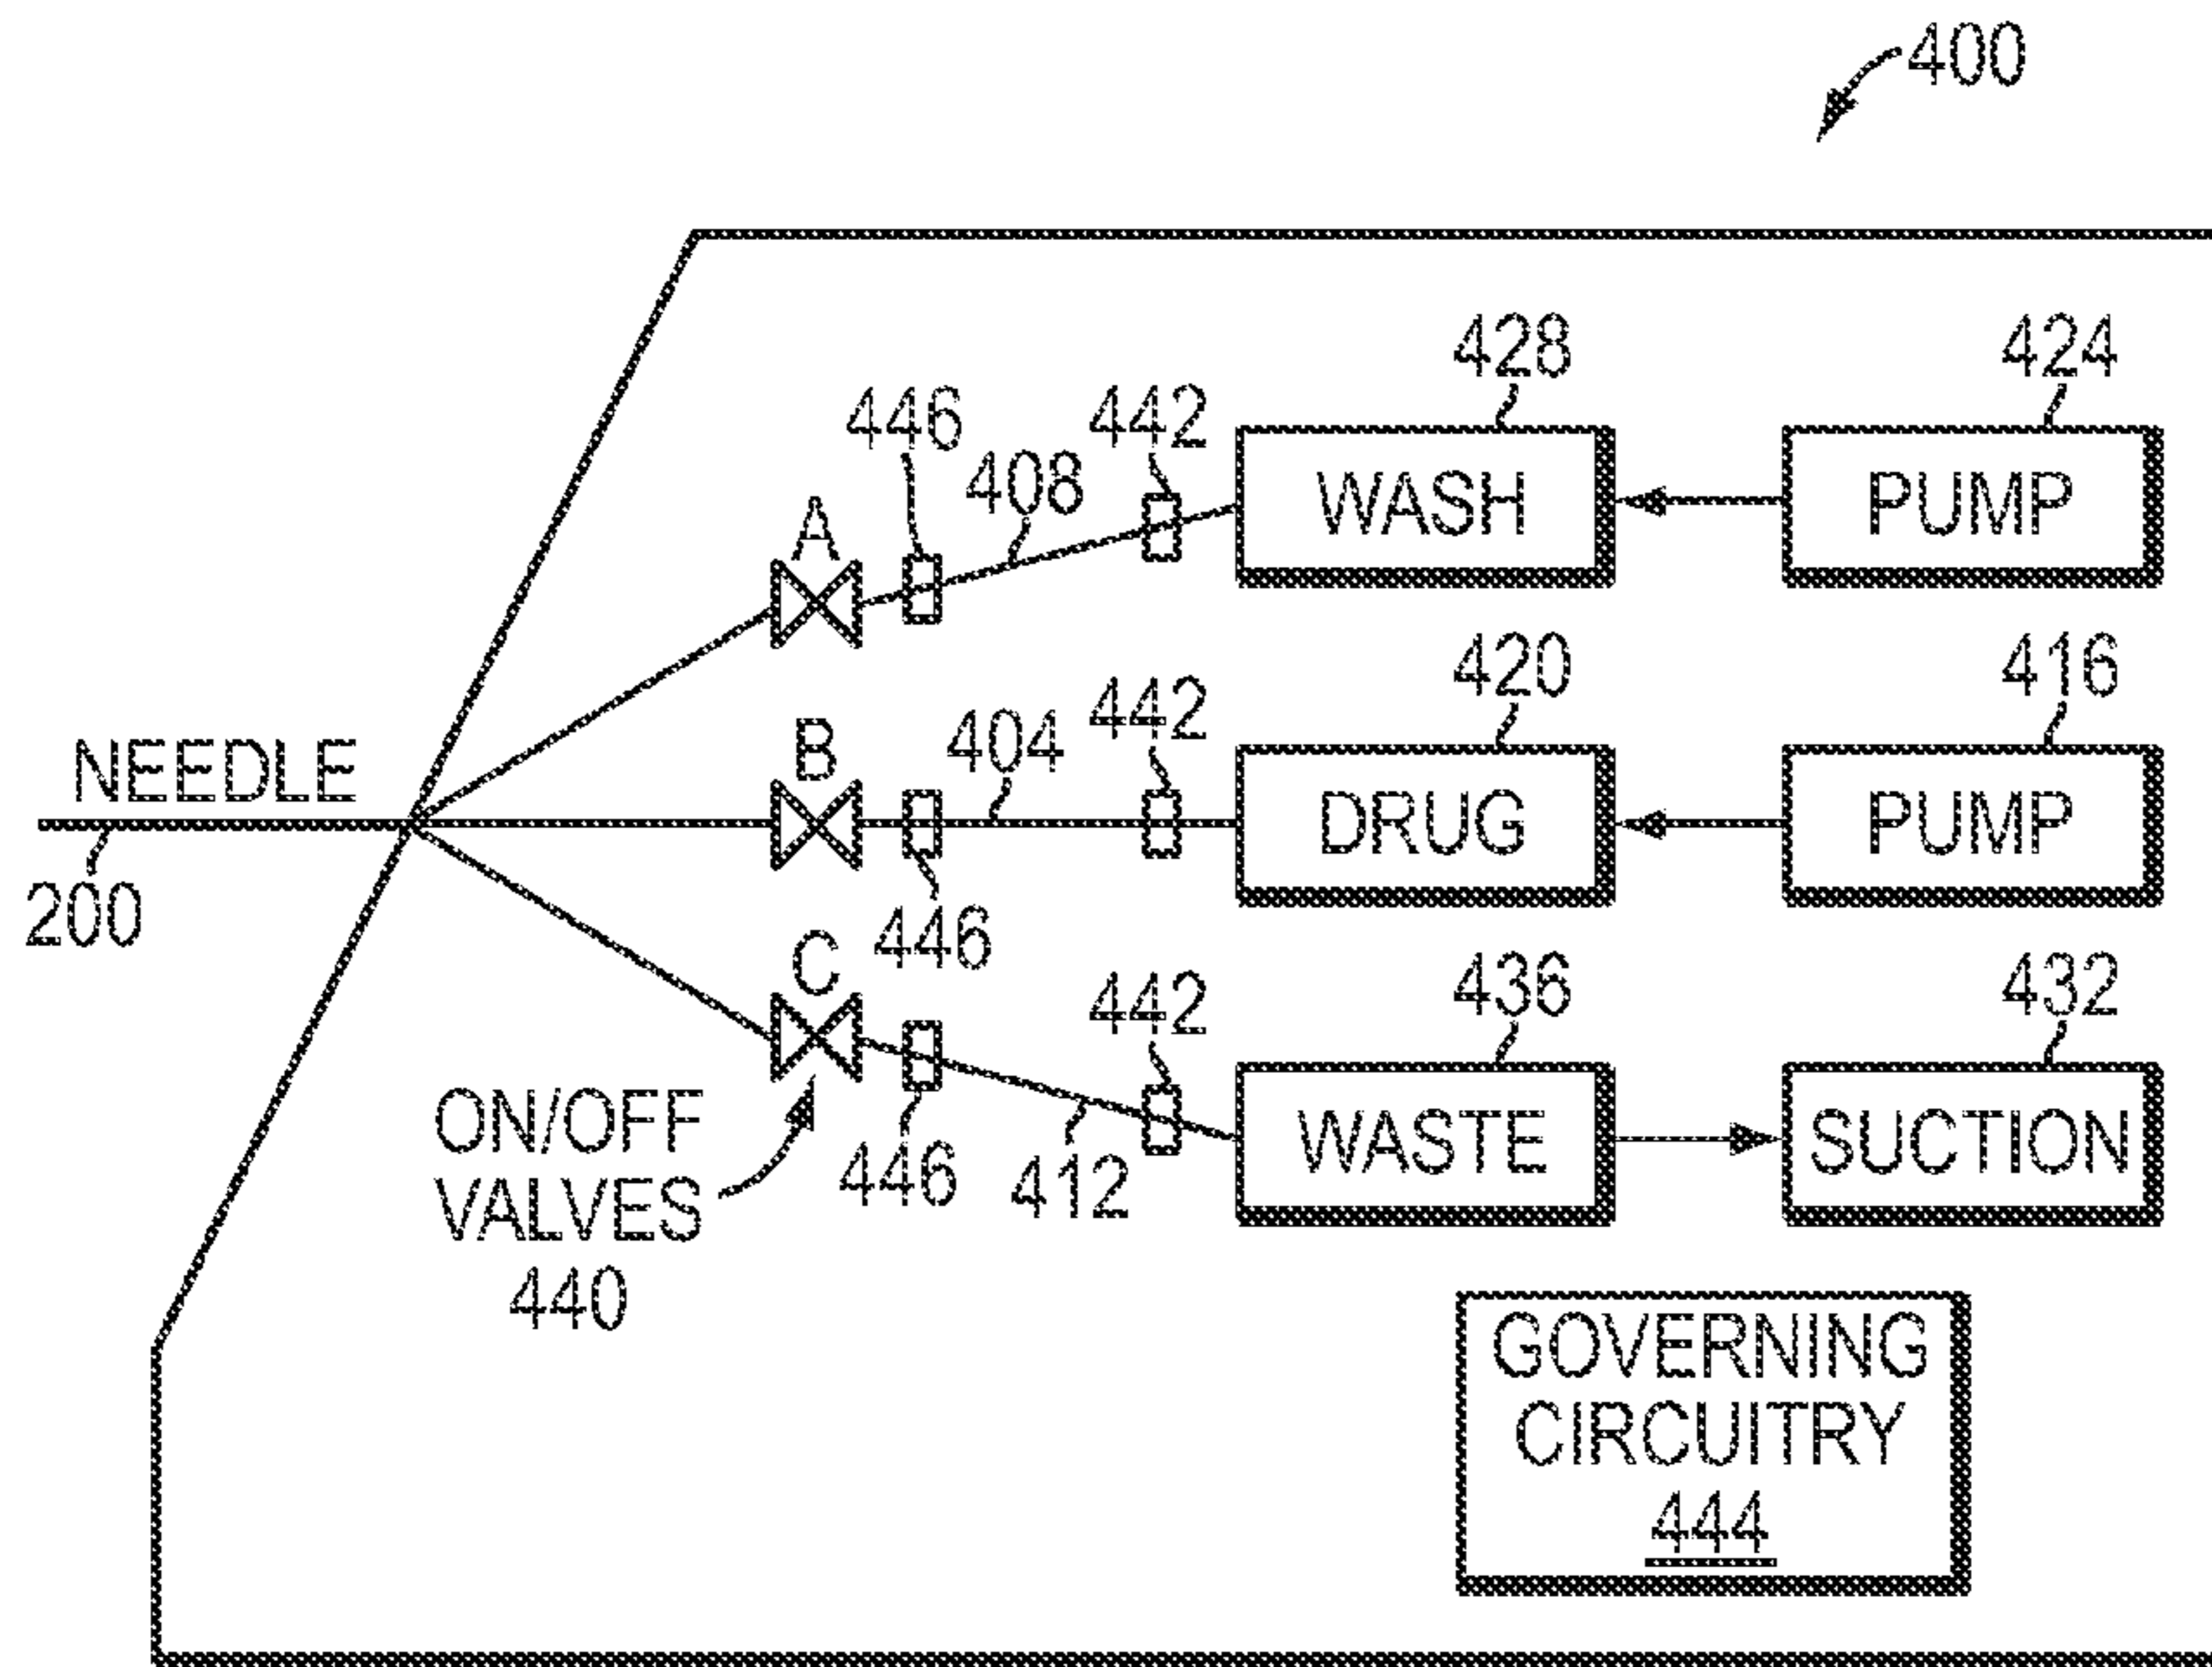 400
428
424
446
442
408
WASH
PUMP
A
420
416
442
404
B
NEEDLE
DRUG
PUMP
200
446
C
442
436
432
ON/OFF
VALVES
440
446
412
WASTE
SUCTION
GOVERNING
CIRCUITRY
444